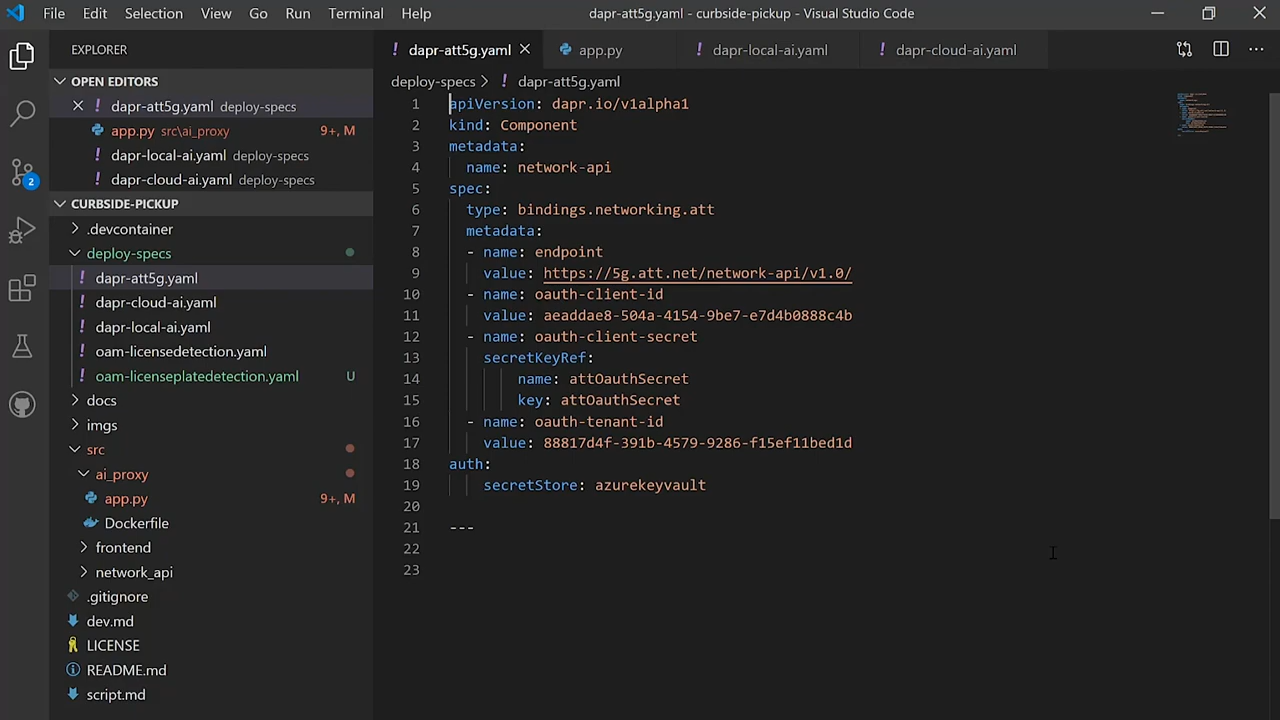 File Edit Selection View Go Run Terminal Help
dapr-att5g.yaml - curbside-pickup - Visual Studio Code
EXPLORER
OPEN EDITORS
dapr-att5g.yaml deploy-specs
app.py src\ai_proxy 9+, M
dapr-local-ai.yaml deploy-specs
dapr-cloud-ai.yaml deploy-specs
2
CURBSIDE-PICKUP
.devcontainer
deploy-specs
dapr-att5g.yaml
dapr-cloud-ai.yaml
dapr-local-ai.yaml
oam-licensedetection.yaml
oam-licenseplatedetection.yaml U
docs
imgs
src
ai_proxy
app.py 9+, M
Dockerfile
frontend
network_api
.gitignore
dev.md
LICENSE
README.md
script.md
dapr-att5g.yaml
app.py
dapr-local-ai.yaml
dapr-cloud-ai.yaml
deploy-specs > ! dapr-att5g.yaml
1 apiVersion: dapr.io/v1alpha1
2 kind: Component
3 metadata:
4 name: network-api
5 spec:
6 type: bindings.networking.att
7 metadata:
8 - name: endpoint
9 value: https://5g.att.net/network-api/v1.0/
10 - name: oauth-client-id
11 value: aeaddae8-504a-4154-9be7-e7d4b0888c4b
12 - name: oauth-client-secret
13 secretKeyRef:
14 name: attOauthSecret
15 key: attOauthSecret
16 - name: oauth-tenant-id
17 value: 88817d4f-391b-4579-9286-f15ef11bed1d
18 auth:
19 secretStore: azurekeyvault
20
21 ---
22
23